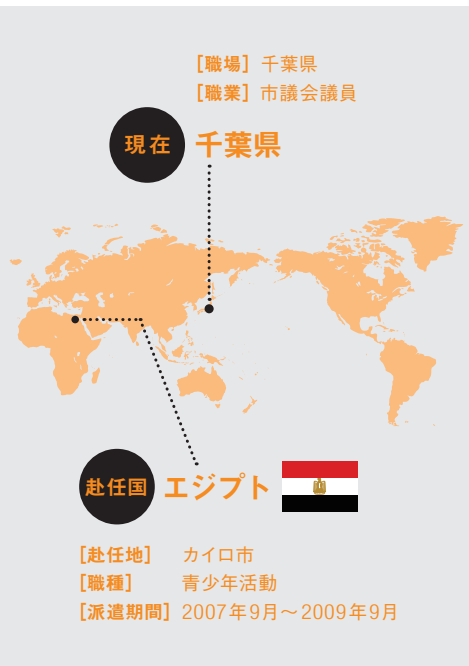 [職場] 千葉県
[職業] 市議会議員
現在 千葉県
赴任国 エジプト
[赴任地] カイロ市
[職種] 青少年活動
[派遣期間] 2007年9月～2009年9月